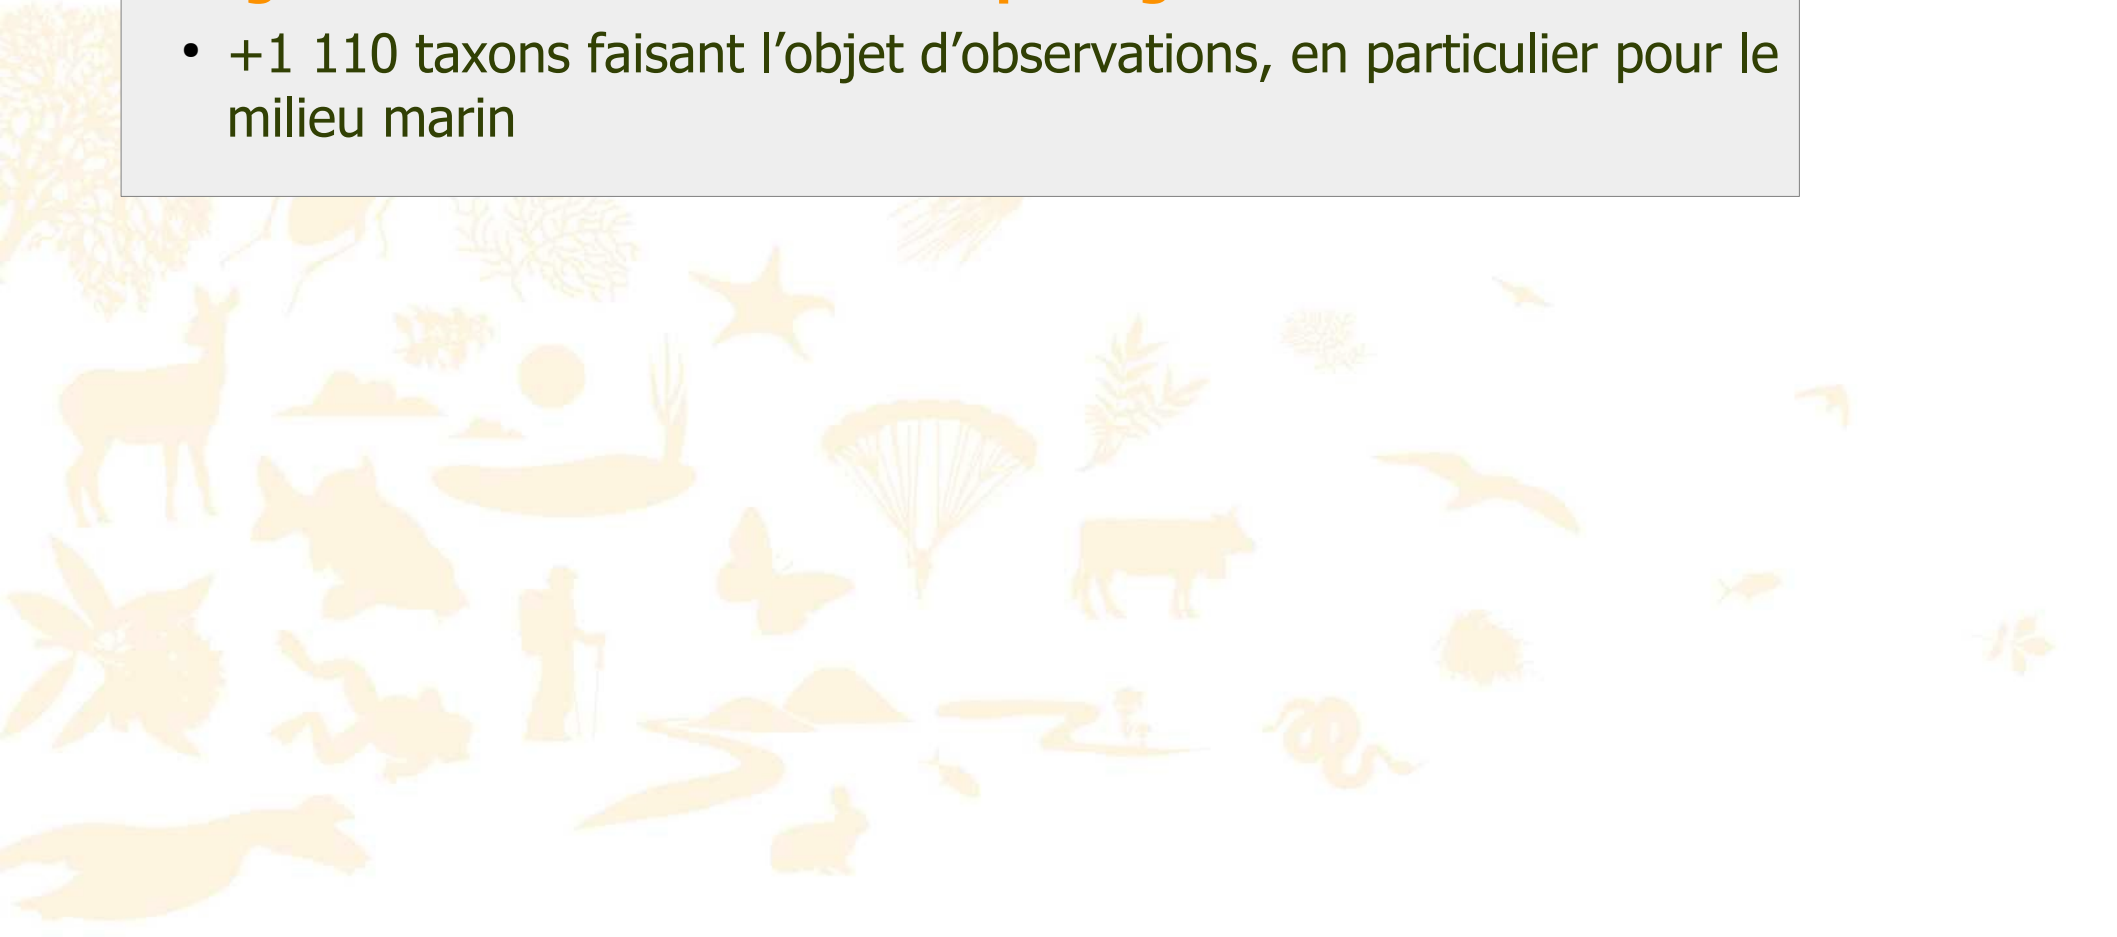 • +1 110 taxons faisant l’objet d’observations, en particulier pour le
milieu marin